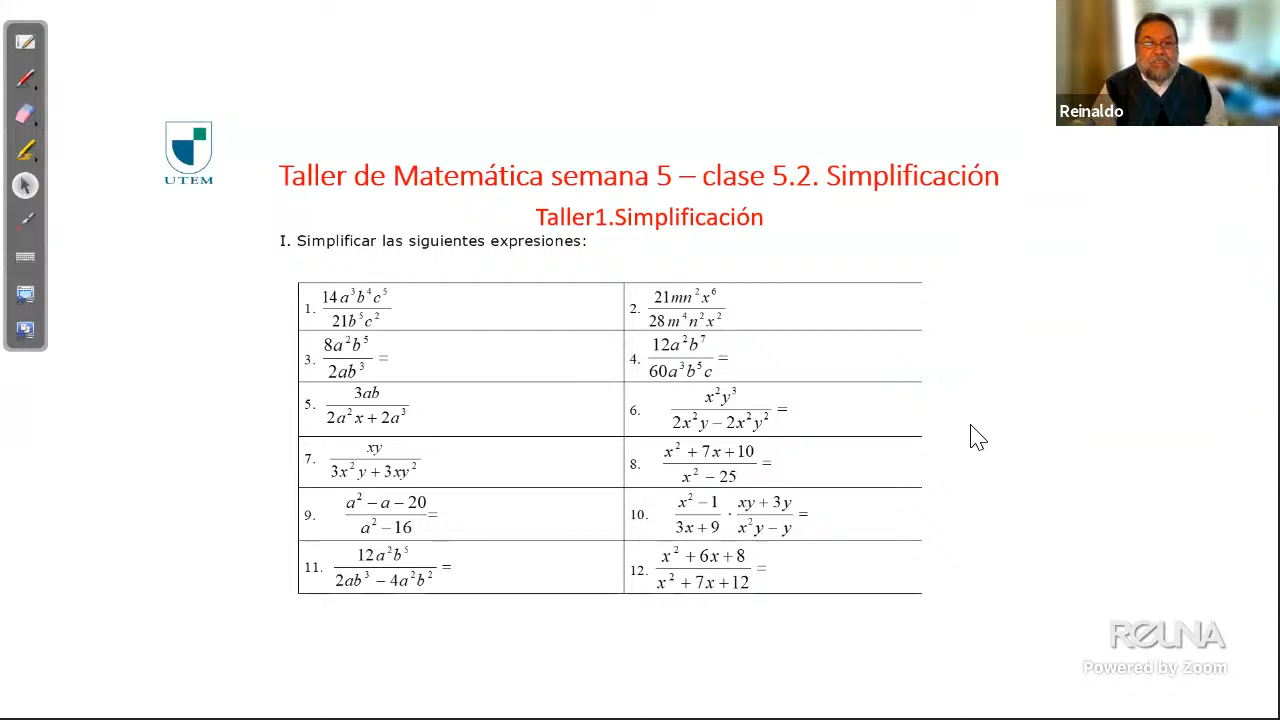 Reinaldo
UTEM
Taller de Matemática semana 5 – clase 5.2. Simplificación
Taller1.Simplificación
I. Simplificar las siguientes expresiones:
1. 14a³b⁴c⁵ / 21b⁵c²
2. 21mn²x⁶ / 28m⁴n²x²
3. 8a²b⁵ / 2ab³ =
4. 12a²b⁷ / 60a³b⁵c =
5. 3ab / 2a²x + 2a³
6. x²y³ / 2x²y − 2x²y² =
7. xy / 3x²y + 3xy²
8. x² + 7x + 10 / x² − 25 =
9. a² − a − 20 / a² − 16 =
10. x² − 1 / 3x + 9 · xy + 3y / x²y − y =
11. 12a²b⁵ / 2ab³ − 4a²b² =
12. x² + 6x + 8 / x² + 7x + 12 =
REUNA
Powered by Zoom